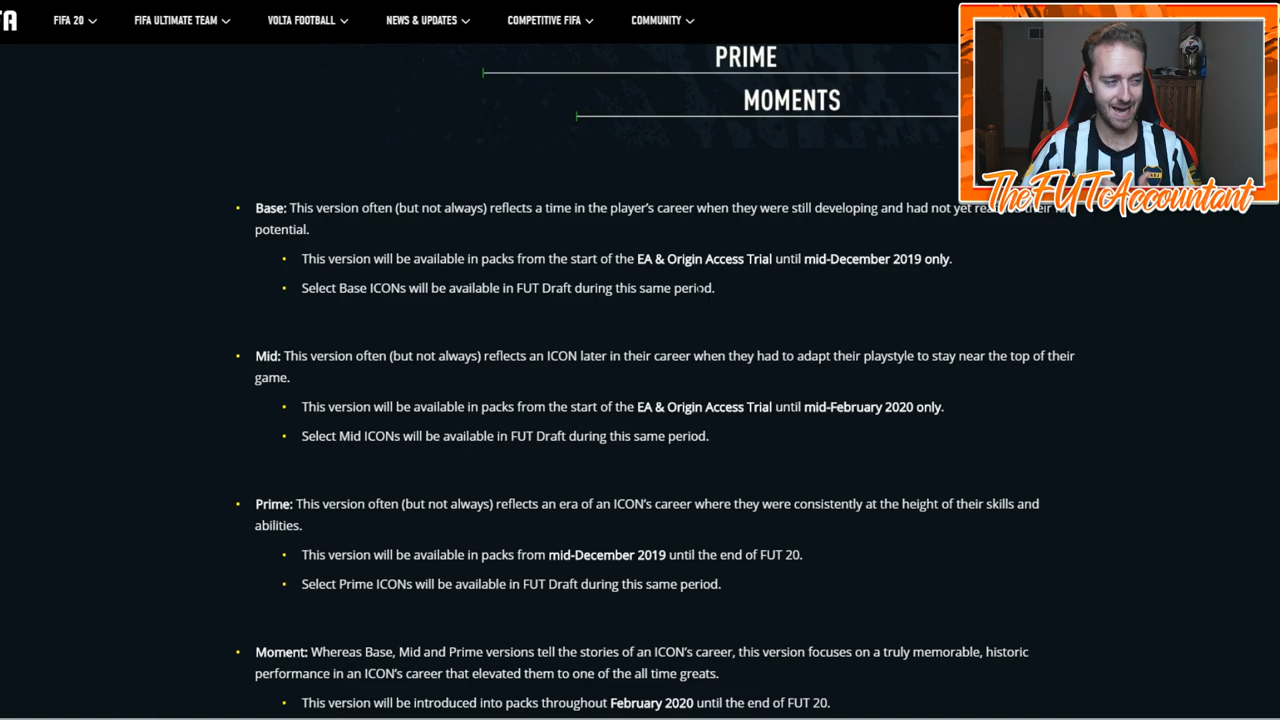 FA
FIFA 20
FIFA ULTIMATE TEAM
VOLTA FOOTBALL
NEWS & UPDATES
COMPETITIVE FIFA
COMMUNITY
PRIME
MOMENTS
TheFUTAccountant
• Base: This version often (but not always) reflects a time in the player's career when they were still developing and had not yet
potential.
• This version will be available in packs from the start of the EA & Origin Access Trial until mid-December 2019 only.
• Select Base ICONs will be available in FUT Draft during this same period.
• Mid: This version often (but not always) reflects an ICON later in their career when they had to adapt their playstyle to stay near the top of their
game.
• This version will be available in packs from the start of the EA & Origin Access Trial until mid-February 2020 only.
• Select Mid ICONs will be available in FUT Draft during this same period.
• Prime: This version often (but not always) reflects an era of an ICON's career where they were consistently at the height of their skills and
abilities.
• This version will be available in packs from mid-December 2019 until the end of FUT 20.
• Select Prime ICONs will be available in FUT Draft during this same period.
• Moment: Whereas Base, Mid and Prime versions tell the stories of an ICON's career, this version focuses on a truly memorable, historic
performance in an ICON's career that elevated them to one of the all time greats.
• This version will be introduced into packs throughout February 2020 until the end of FUT 20.